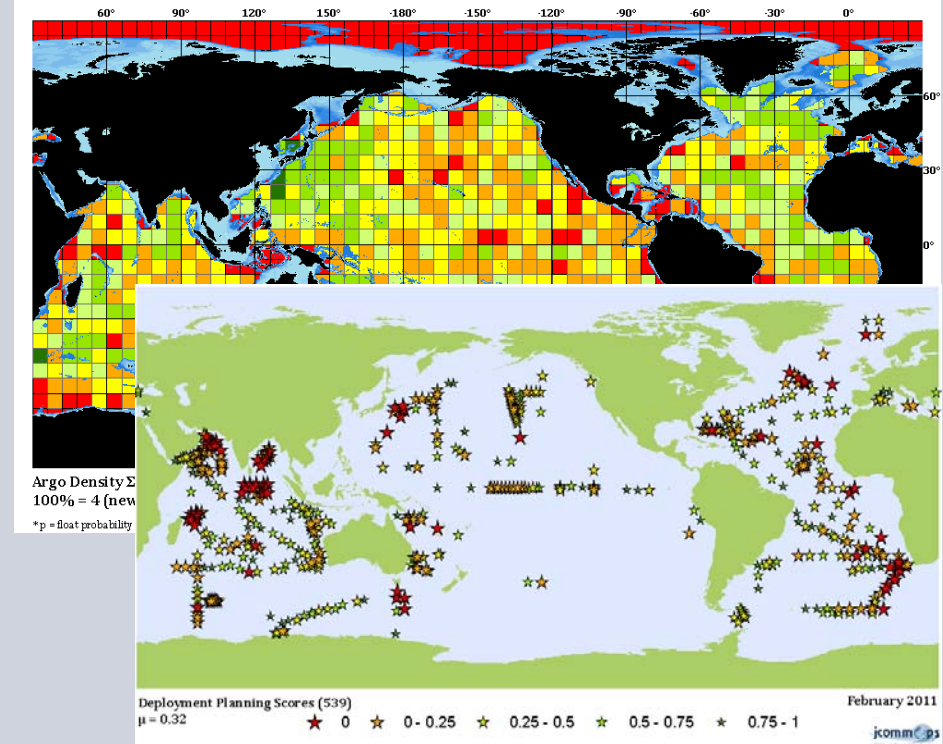 60° 90° 120° 150° -180° -150° -120° -90° -60° -30° 0°
60°
30°
0°
Argo Density Σ
100% = 4 (new
*p = float probability
Deployment Planning Scores (539)
February 2011
μ = 0.32
0 0 - 0.25 0.25 - 0.5 0.5 - 0.75 0.75 - 1
jcommops